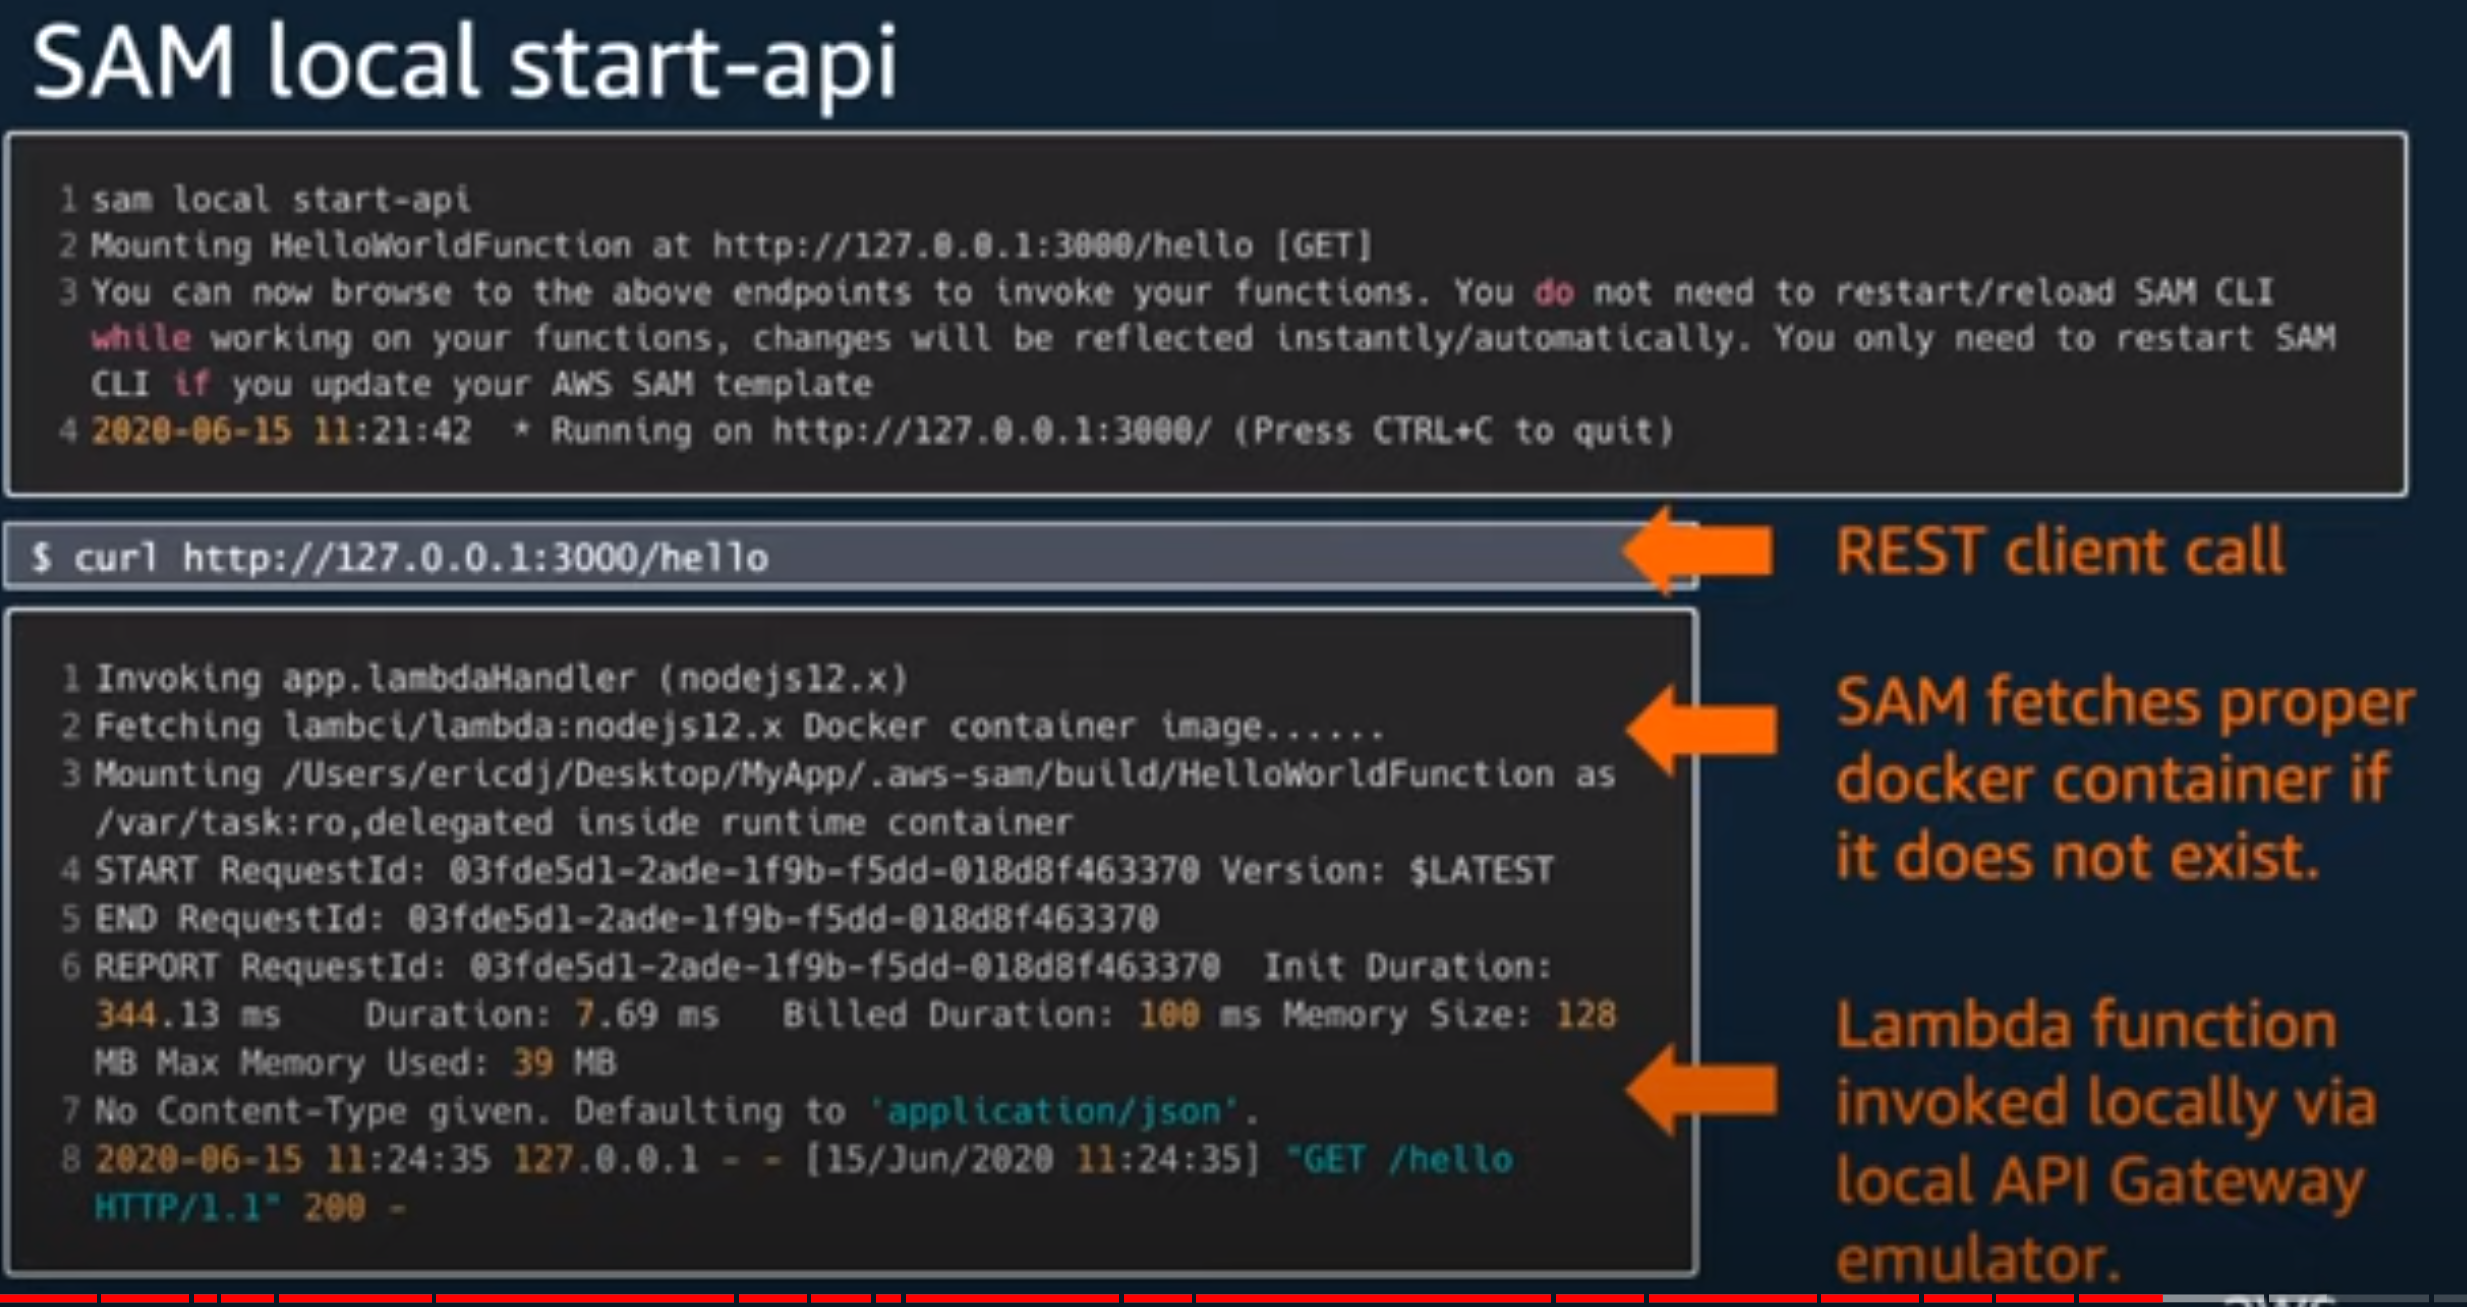 SAM local start-api
1 sam local start-api
2 Mounting HelloWorldFunction at http://127.0.0.1:3000/hello [GET]
3 You can now browse to the above endpoints to invoke your functions. You do not need to restart/reload SAM CLI
while working on your functions, changes will be reflected instantly/automatically. You only need to restart SAM
CLI if you update your AWS SAM template
4 2020-06-15 11:21:42  * Running on http://127.0.0.1:3000/ (Press CTRL+C to quit)
$ curl http://127.0.0.1:3000/hello
REST client call
1 Invoking app.lambdaHandler (nodejs12.x)
2 Fetching lambci/lambda:nodejs12.x Docker container image......
3 Mounting /Users/ericdj/Desktop/MyApp/.aws-sam/build/HelloWorldFunction as
/var/task:ro,delegated inside runtime container
4 START RequestId: 03fde5d1-2ade-1f9b-f5dd-018d8f463370 Version: $LATEST
5 END RequestId: 03fde5d1-2ade-1f9b-f5dd-018d8f463370
6 REPORT RequestId: 03fde5d1-2ade-1f9b-f5dd-018d8f463370  Init Duration:
344.13 ms    Duration: 7.69 ms   Billed Duration: 100 ms Memory Size: 128
MB Max Memory Used: 39 MB
7 No Content-Type given. Defaulting to 'application/json'.
8 2020-06-15 11:24:35 127.0.0.1 - - [15/Jun/2020 11:24:35] "GET /hello
HTTP/1.1" 200 -
SAM fetches proper
docker container if
it does not exist.
Lambda function
invoked locally via
local API Gateway
emulator.
aws